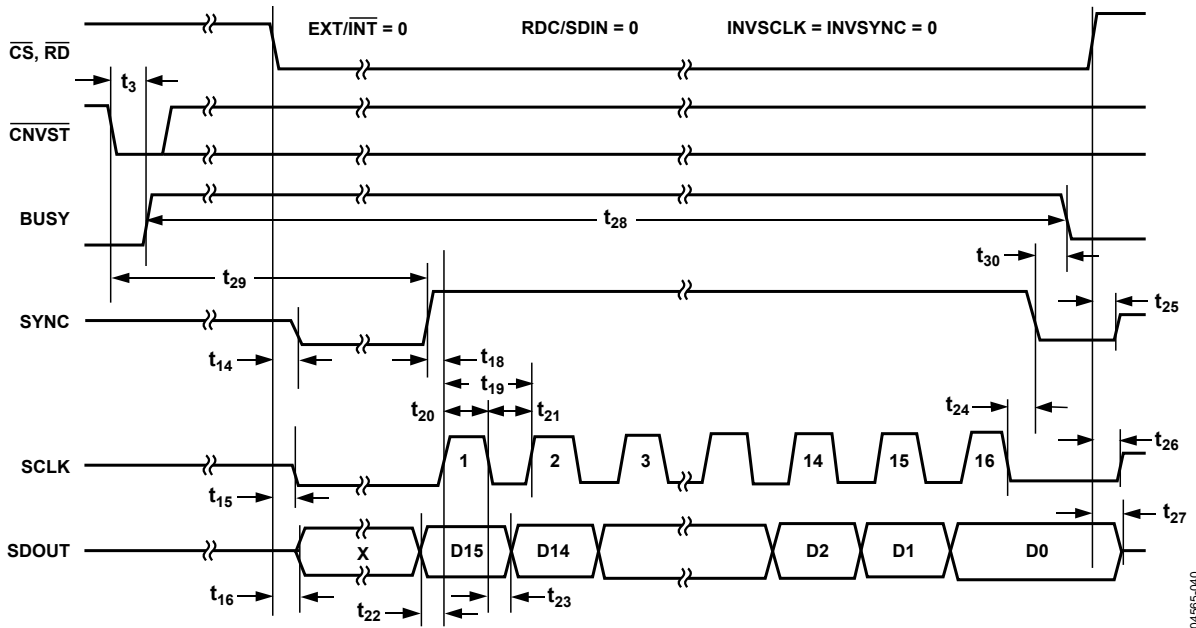 EXT/INT = 0 RDC/SDIN = 0 INVSCLK = INVSYNC = 0
CS, RD
t3
CNVST
BUSY
t28
t29
t30
SYNC
t25
t14
t18
t19
t20
t21
t24
t26
SCLK
1 2 3 14 15 16
t15
t27
SDOUT
X D15 D14 D2 D1 D0
t16
t22
t23
04565-040